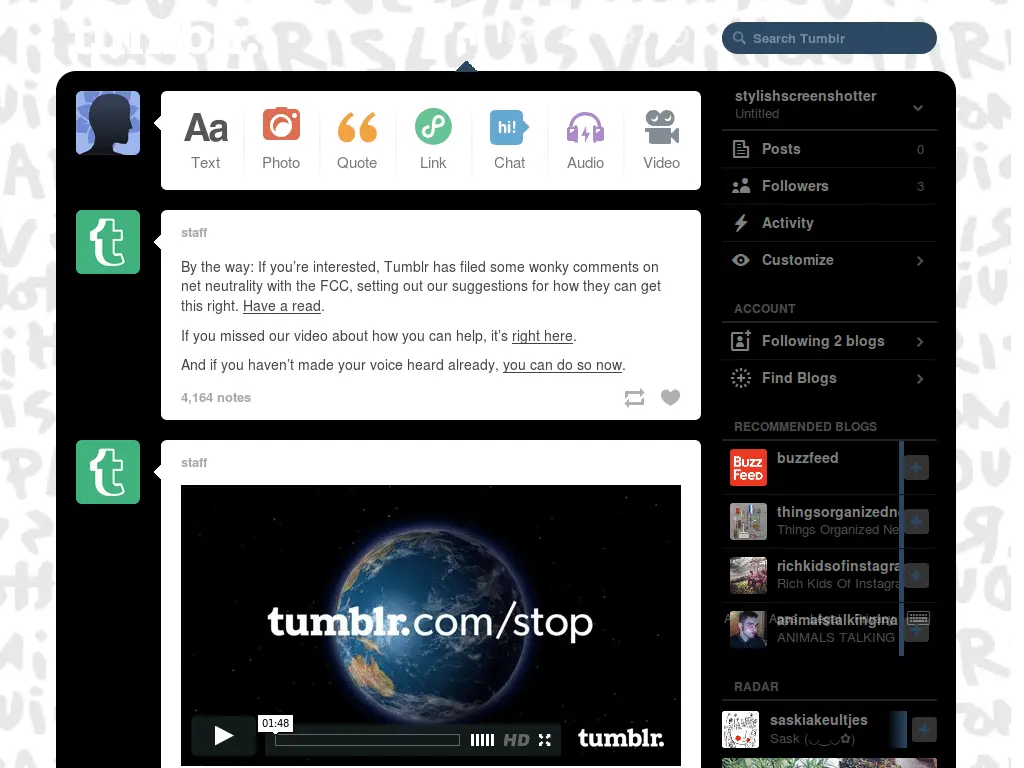 tumblr.
Search Tumblr
Aa
Text
Photo
Quote
Link
hi!
Chat
Audio
Video
staff
By the way: If you're interested, Tumblr has filed some wonky comments on
net neutrality with the FCC, setting out our suggestions for how they can get
this right. Have a read.
If you missed our video about how you can help, it's right here.
And if you haven't made your voice heard already, you can do so now.
4,164 notes
staff
tumblr.com/stop
01:48
HD
tumblr.
stylishscreenshotter
Untitled
Posts 0
Followers 3
Activity
Customize
ACCOUNT
Following 2 blogs
Find Blogs
RECOMMENDED BLOGS
Buzz
Feed
buzzfeed
thingsorganizedn
Things Organized Ne
richkidsofinstagra
Rich Kids Of Instagra
animalstalkingina
ANIMALS TALKING
RADAR
saskiakeultjes
Sask (◡‿◡✿)